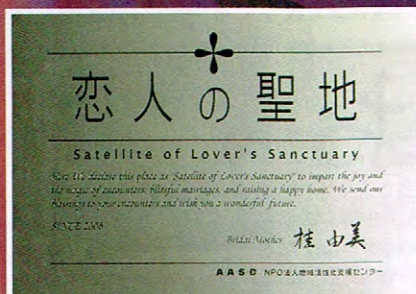 恋人の聖地
Satellite of Lover's Sanctuary
Here We declare this place as "Satellite of Lover's Sanctuary" to impart the joy and
the magic of encounters, blissful marriages, and raising a happy home. We send our
blessings to your encounters and wish you a wonderful future.
SINCE 2006
Bridal Mother 桂 由美
AASC NPO法人地域活性化支援センター